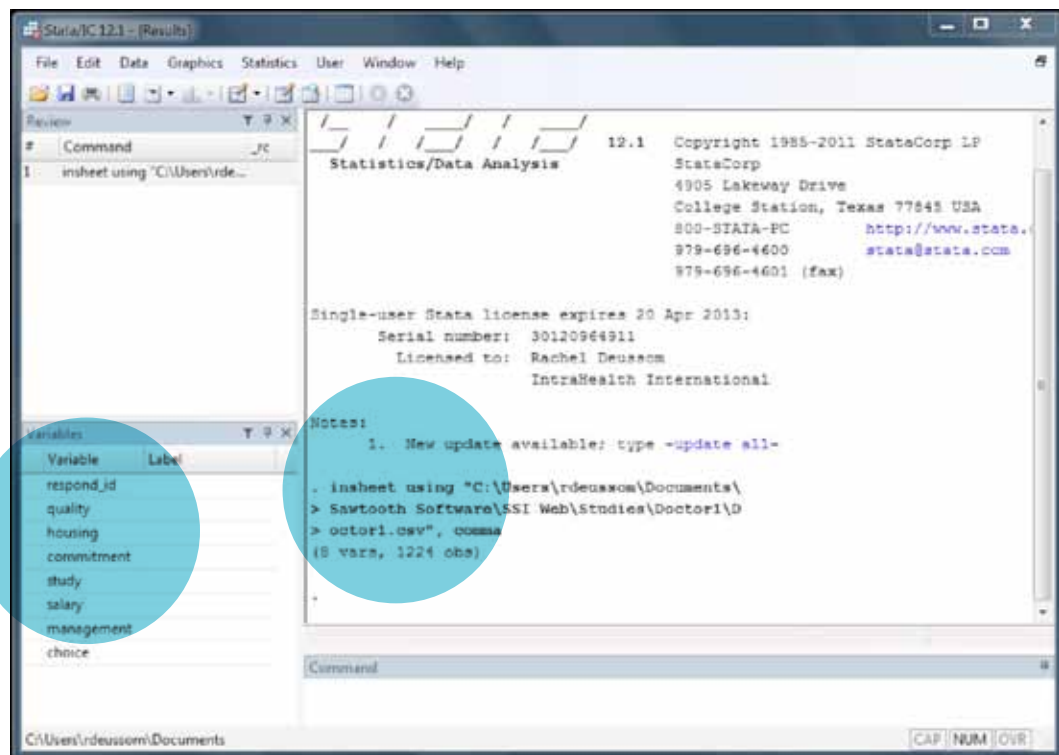 Stata/IC 12.1 - [Results]
File Edit Data Graphics Statistics User Window Help
Review
# Command _rc
1 insheet using "C:\Users\rde...
Variables
Variable Label
respond_id
quality
housing
commitment
study
salary
management
choice
12.1 Copyright 1985-2011 StataCorp LP
Statistics/Data Analysis StataCorp
4905 Lakeway Drive
College Station, Texas 77845 USA
800-STATA-PC http://www.stata.
979-696-4600 stata@stata.com
979-696-4601 (fax)
Single-user Stata license expires 20 Apr 2013:
Serial number: 30120964911
Licensed to: Rachel Deussom
IntraHealth International
Notes:
1. New update available; type -update all-
. insheet using "C:\Users\rdeussom\Documents\
> Sawtooth Software\SSI Web\Studies\Doctor1\D
> octor1.csv", comma
(8 vars, 1224 obs)
.
Command
C:\Users\rdeussom\Documents
CAP NUM OVR